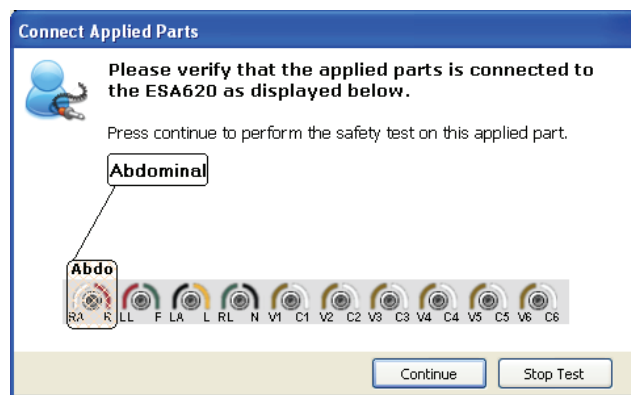 Connect Applied Parts
Please verify that the applied parts is connected to
the ESA620 as displayed below.
Press continue to perform the safety test on this applied part.
Abdominal
Abdo
RA R LL F LA L RL N V1 C1 V2 C2 V3 C3 V4 C4 V5 C5 V6 C6
Continue Stop Test